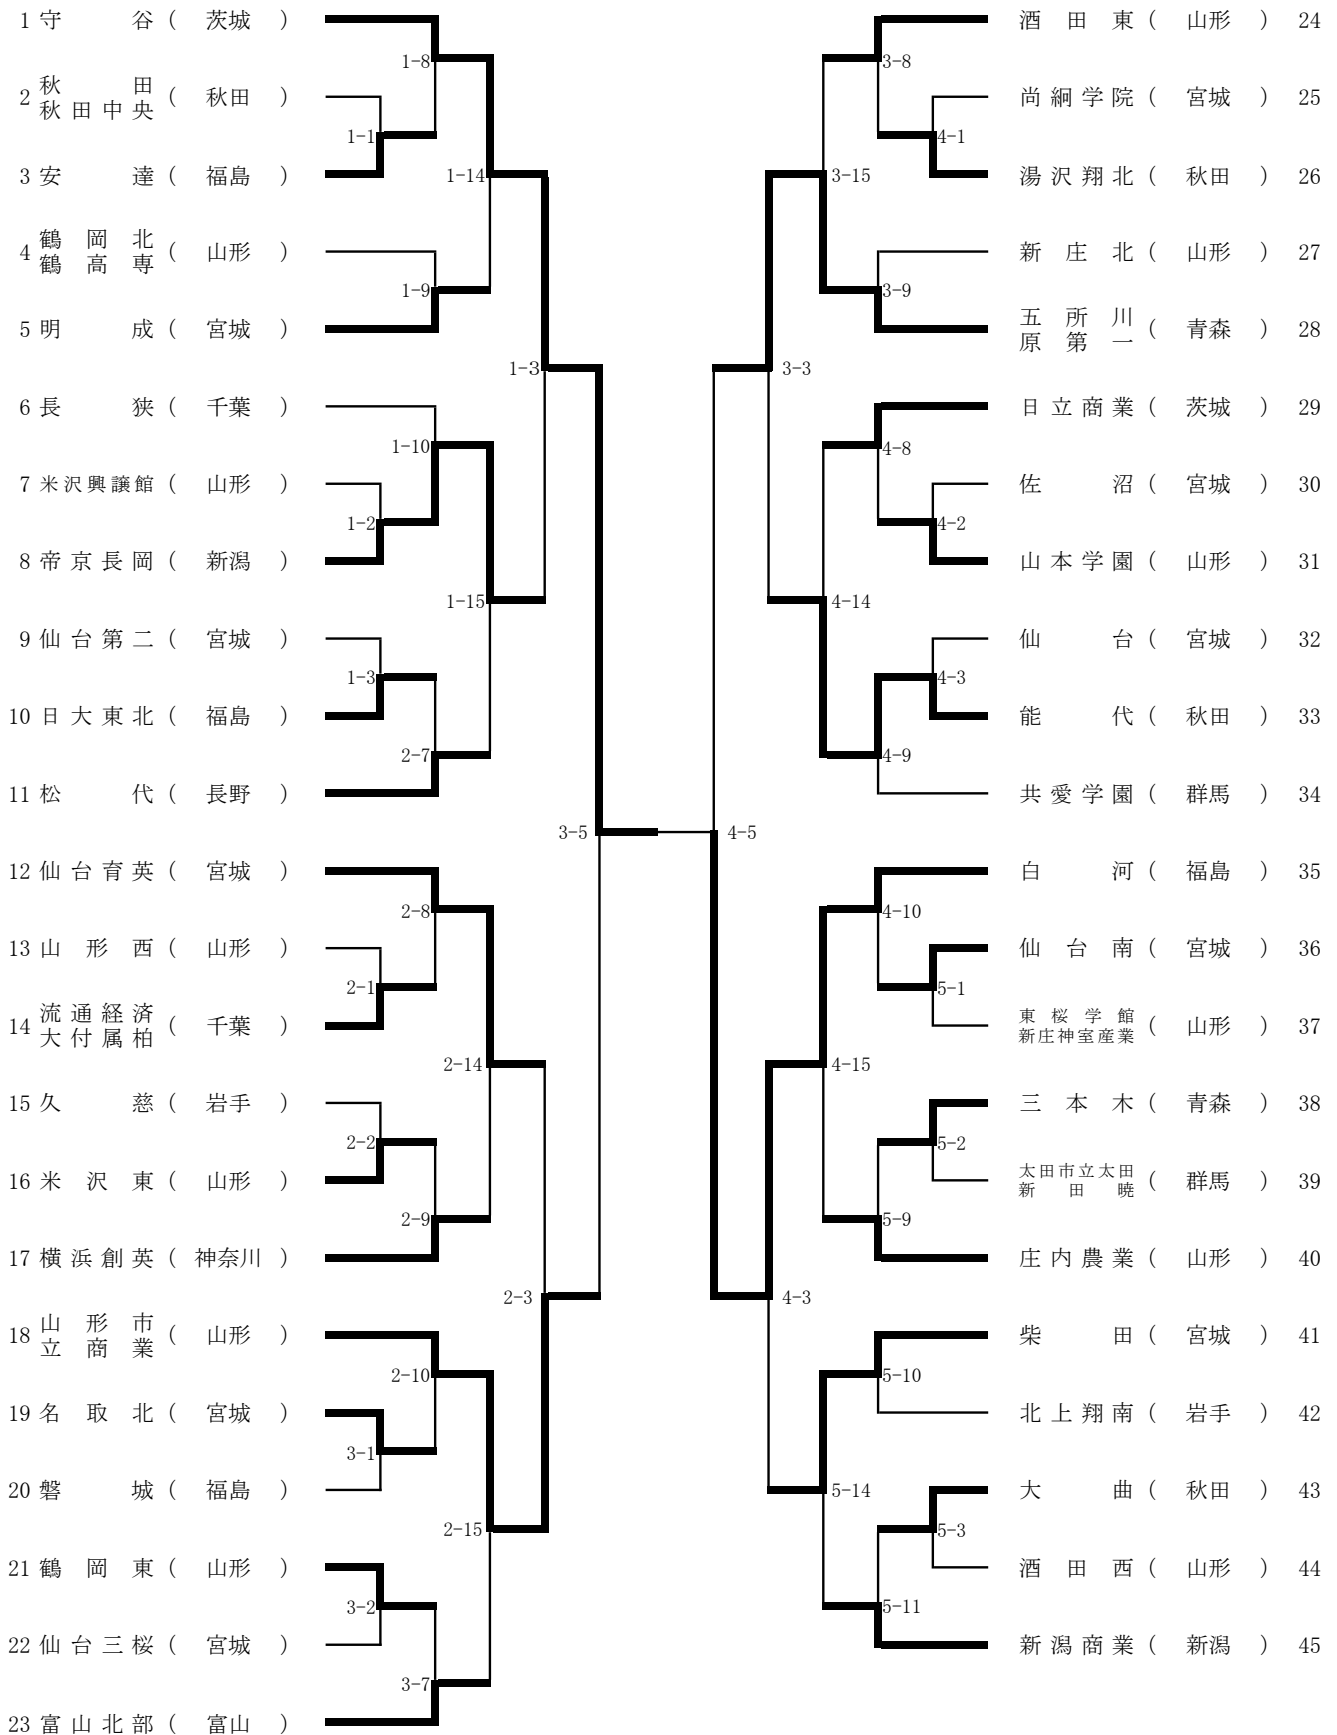 1 守谷 ( 茨城 )
2 秋田
秋田中央 ( 秋田 )
3 安達 ( 福島 )
4 鶴岡北
鶴高専 ( 山形 )
5 明成 ( 宮城 )
6 長狭 ( 千葉 )
7 米沢興譲館 ( 山形 )
8 帝京長岡 ( 新潟 )
9 仙台第二 ( 宮城 )
10 日大東北 ( 福島 )
11 松代 ( 長野 )
12 仙台育英 ( 宮城 )
13 山形西 ( 山形 )
14 流通経済
大付属柏 ( 千葉 )
15 久慈 ( 岩手 )
16 米沢東 ( 山形 )
17 横浜創英 ( 神奈川 )
18 山形市
立商業 ( 山形 )
19 名取北 ( 宮城 )
20 磐城 ( 福島 )
21 鶴岡東 ( 山形 )
22 仙台三桜 ( 宮城 )
23 富山北部 ( 富山 )
1-8
1-1
1-14
1-9
1-3
1-10
1-2
1-15
1-3
2-7
3-5
2-8
2-1
2-14
2-2
2-9
2-3
2-10
3-1
2-15
3-2
3-7
3-8
4-1
3-15
3-9
3-3
4-8
4-2
4-14
4-3
4-9
4-5
4-10
5-1
4-15
5-2
5-9
4-3
5-10
5-14
5-3
5-11
酒田東 ( 山形 ) 24
尚絅学院 ( 宮城 ) 25
湯沢翔北 ( 秋田 ) 26
新庄北 ( 山形 ) 27
五所川
原第一 ( 青森 ) 28
日立商業 ( 茨城 ) 29
佐沼 ( 宮城 ) 30
山本学園 ( 山形 ) 31
仙台 ( 宮城 ) 32
能代 ( 秋田 ) 33
共愛学園 ( 群馬 ) 34
白河 ( 福島 ) 35
仙台南 ( 宮城 ) 36
東桜学館
新庄神室産業 ( 山形 ) 37
三本木 ( 青森 ) 38
太田市立太田
新田暁 ( 群馬 ) 39
庄内農業 ( 山形 ) 40
柴田 ( 宮城 ) 41
北上翔南 ( 岩手 ) 42
大曲 ( 秋田 ) 43
酒田西 ( 山形 ) 44
新潟商業 ( 新潟 ) 45